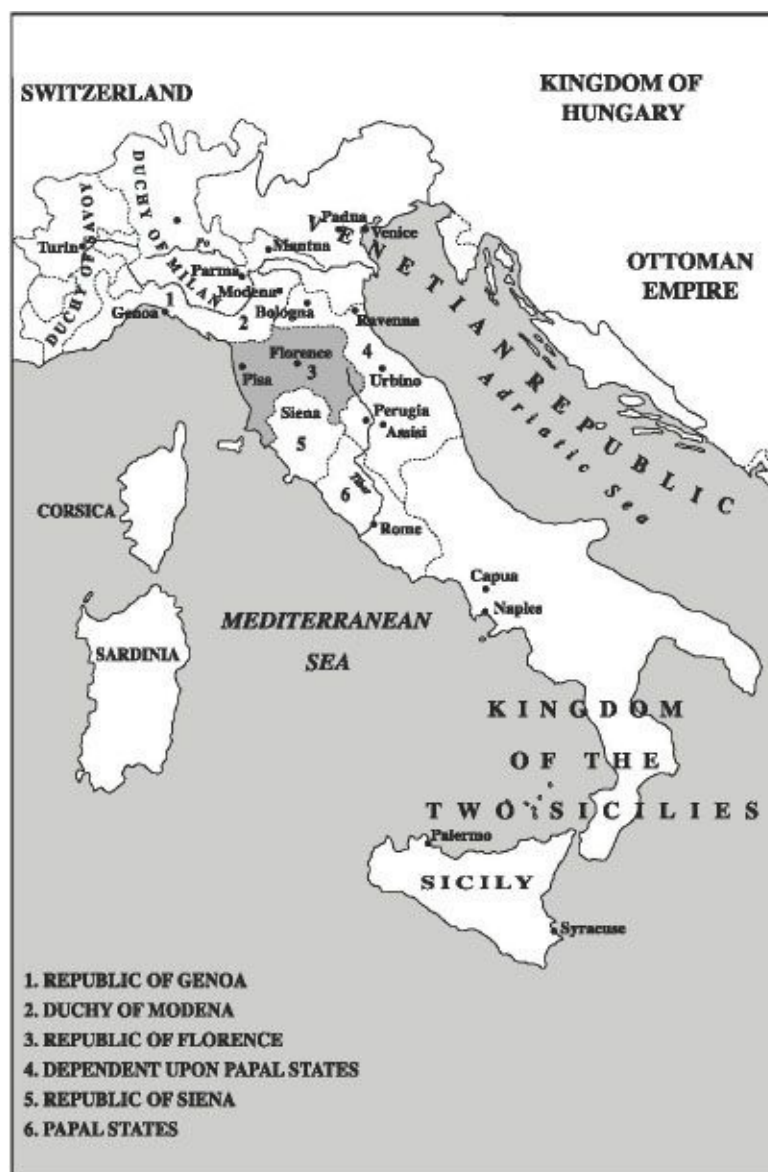 SWITZERLAND
KINGDOM OF
HUNGARY
DUCHY OF SAVOY
DUCHY OF MILAN
Turin
Po
Padua
Venice
Mantua
Parma
Modena
Bologna
Genoa
1
2
Ravenna
VENETIAN REPUBLIC
Adriatic Sea
OTTOMAN
EMPIRE
Florence
3
Pisa
4
Urbino
Siena
5
Perugia
Assisi
Tiber
6
Rome
CORSICA
Capua
Naples
MEDITERRANEAN
SEA
SARDINIA
KINGDOM
OF THE
TWO SICILIES
Palermo
SICILY
Syracuse
1. REPUBLIC OF GENOA
2. DUCHY OF MODENA
3. REPUBLIC OF FLORENCE
4. DEPENDENT UPON PAPAL STATES
5. REPUBLIC OF SIENA
6. PAPAL STATES